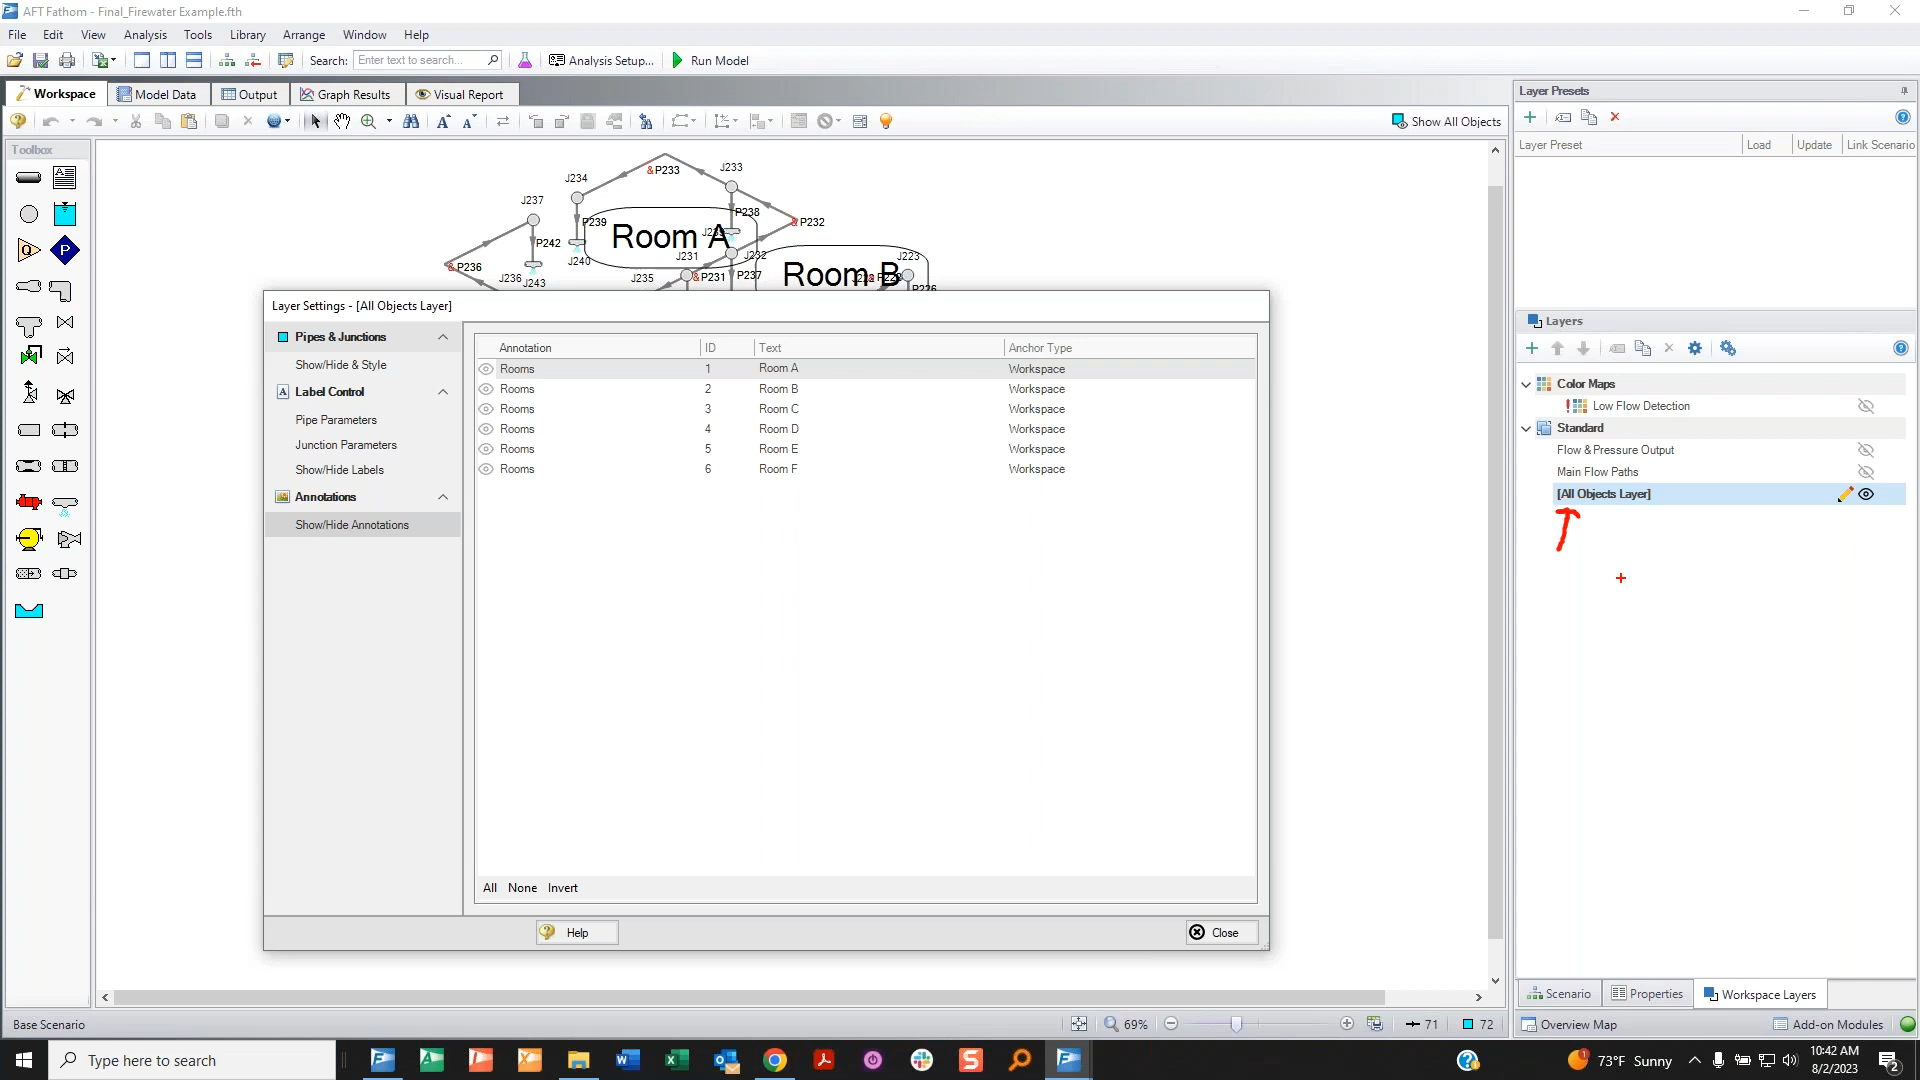 AFT Fathom - Final_Firewater Example.fth
File Edit View Analysis Tools Library Arrange Window Help
Search: Enter text to search... Analysis Setup... Run Model
Workspace Model Data Output Graph Results Visual Report
Show All Objects
Toolbox
J233
J234
&P233
J237
P239
P238
&P232
Room A
P242
J240
J231
J232
Room B
J223
&P236
J236
J243
J235
&P231
P237
P226
Layer Settings - [All Objects Layer]
Pipes & Junctions
Show/Hide & Style
Label Control
Pipe Parameters
Junction Parameters
Show/Hide Labels
Annotations
Show/Hide Annotations
Annotation ID Text Anchor Type
Rooms 1 Room A Workspace
Rooms 2 Room B Workspace
Rooms 3 Room C Workspace
Rooms 4 Room D Workspace
Rooms 5 Room E Workspace
Rooms 6 Room F Workspace
All None Invert
Help Close
Layer Presets
Layer Preset Load Update Link Scenario
Layers
Color Maps
Low Flow Detection
Standard
Flow & Pressure Output
Main Flow Paths
[All Objects Layer]
Scenario Properties Workspace Layers
Base Scenario 69% 71 72 Overview Map Add-on Modules
Type here to search
73°F Sunny
10:42 AM
8/2/2023
2